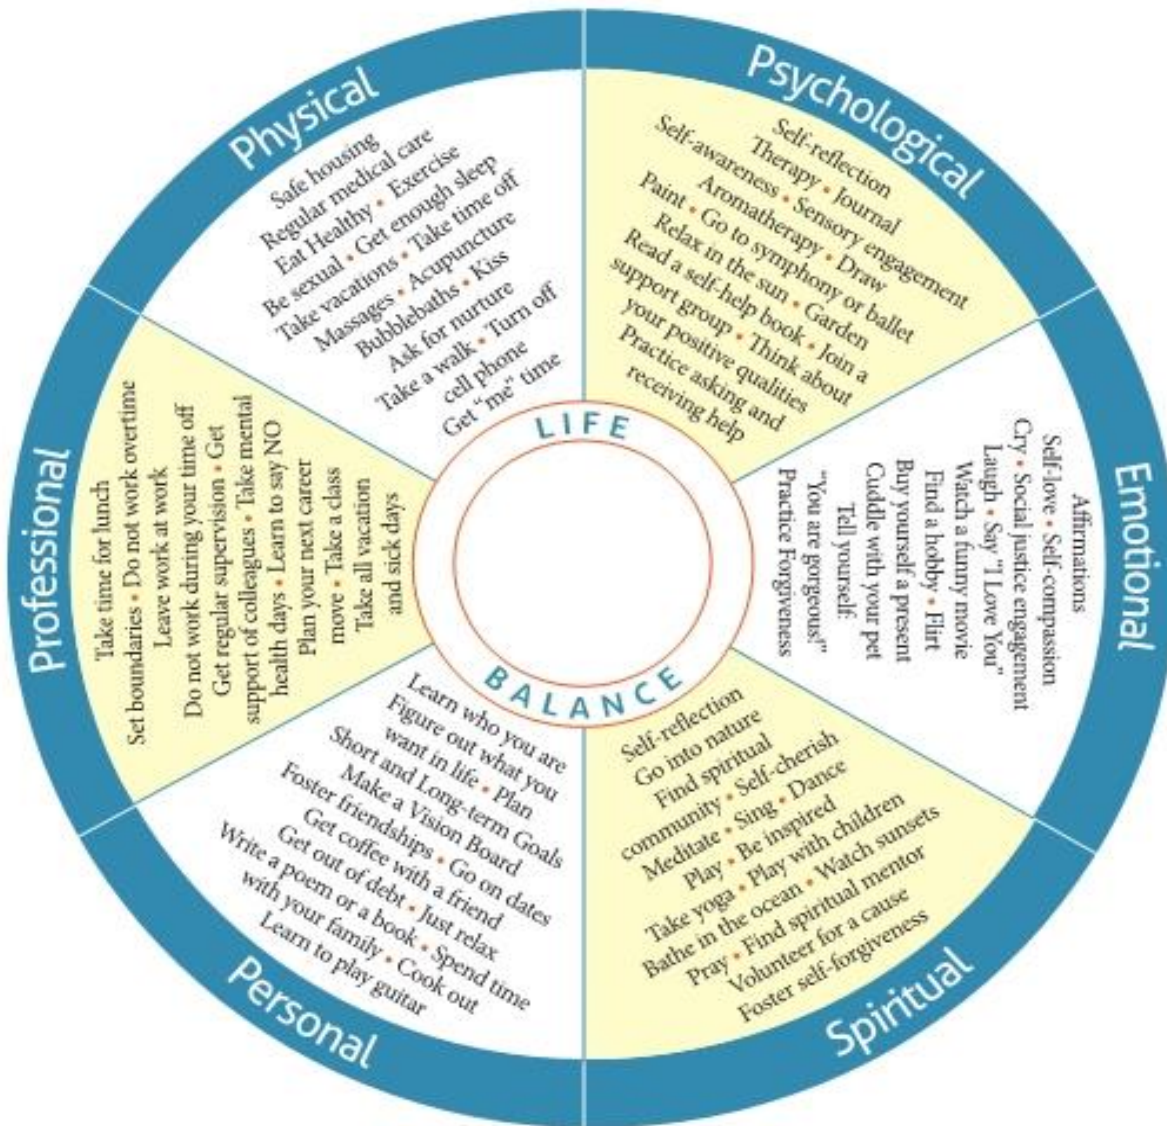 Physical
Safe housing
Regular medical care
Eat Healthy • Exercise
Be sexual • Get enough sleep
Take vacations • Take time off
Massages • Acupuncture
Bubblebaths • Kiss
Ask for nurture
Take a walk • Turn off
cell phone
Get "me" time
Psychological
Self-reflection
Therapy • Journal
Self-awareness • Sensory engagement
Aromatherapy • Draw
Paint • Go to symphony or ballet
Relax in the sun • Garden
Read a self-help book • Join a
support group • Think about
your positive qualities
Practice asking and
receiving help
Emotional
Affirmations
Self-love • Self-compassion
Cry • Social justice engagement
Laugh • Say "I Love You"
Watch a funny movie
Find a hobby • Flirt
Buy yourself a present
Cuddle with your pet
Tell yourself:
"You are gorgeous!"
Practice Forgiveness
Spiritual
Self-reflection
Go into nature
Find spiritual
community • Self-cherish
Meditate • Sing • Dance
Play • Be inspired
Take yoga • Play with children
Bathe in the ocean • Watch sunsets
Pray • Find spiritual mentor
Volunteer for a cause
Foster self-forgiveness
Personal
Learn who you are
Figure out what you
want in life • Plan
Short and Long-term Goals
Make a Vision Board
Foster friendships • Go on dates
Get coffee with a friend
Get out of debt • Just relax
Write a poem or a book • Spend time
with your family • Cook out
Learn to play guitar
Professional
Take time for lunch
Set boundaries • Do not work overtime
Leave work at work
Do not work during your time off
Get regular supervision • Get
support of colleagues • Take mental
health days • Learn to say NO
Plan your next career
move • Take a class
Take all vacation
and sick days
LIFE
BALANCE